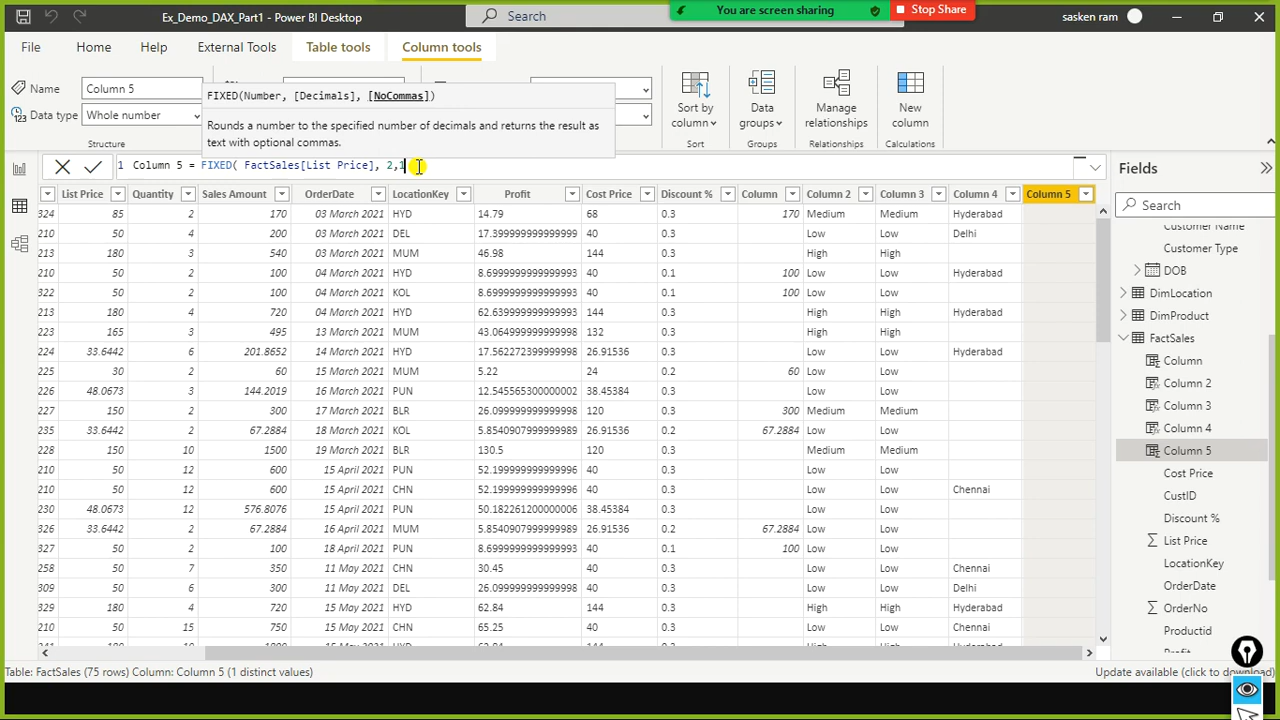 Ex_Demo_DAX_Part1 - Power BI Desktop
Search
You are screen sharing
Stop Share
sasken ram
File
Home
Help
External Tools
Table tools
Column tools
Name
Column 5
Data type
Whole number
Structure
FIXED(Number, [Decimals], [NoCommas])
Rounds a number to the specified number of decimals and returns the result as
text with optional commas.
Sort by
column
Sort
Data
groups
Groups
Manage
relationships
Relationships
New
column
Calculations
1 Column 5 = FIXED( FactSales[List Price], 2,1
List Price Quantity Sales Amount OrderDate LocationKey Profit Cost Price Discount % Column Column 2 Column 3 Column 4 Column 5
324 85 2 170 03 March 2021 HYD 14.79 68 0.3 170 Medium Medium Hyderabad
210 50 4 200 03 March 2021 DEL 17.399999999999999 40 0.3 Low Low Delhi
213 180 3 540 03 March 2021 MUM 46.98 144 0.3 High High
210 50 2 100 04 March 2021 HYD 8.6999999999999993 40 0.1 100 Low Low Hyderabad
322 50 2 100 04 March 2021 KOL 8.6999999999999993 40 0.1 100 Low Low
213 180 4 720 04 March 2021 HYD 62.639999999999993 144 0.3 High High Hyderabad
223 165 3 495 13 March 2021 MUM 43.064999999999998 132 0.3 High High
224 33.6442 6 201.8652 14 March 2021 HYD 17.562272399999998 26.91536 0.3 Low Low Hyderabad
225 30 2 60 15 March 2021 MUM 5.22 24 0.2 60 Low Low
226 48.0673 3 144.2019 16 March 2021 PUN 12.545565300000002 38.45384 0.3 Low Low
227 150 2 300 17 March 2021 BLR 26.099999999999998 120 0.3 300 Medium Medium
235 33.6442 2 67.2884 18 March 2021 KOL 5.8540907999999989 26.91536 0.2 67.2884 Low Low
228 150 10 1500 19 March 2021 BLR 130.5 120 0.3 Medium Medium
210 50 12 600 15 April 2021 PUN 52.199999999999996 40 0.3 Low Low
210 50 12 600 15 April 2021 CHN 52.199999999999996 40 0.3 Low Low Chennai
230 48.0673 12 576.8076 15 April 2021 PUN 50.182261200000006 38.45384 0.3 Low Low
326 33.6442 2 67.2884 16 April 2021 MUM 5.8540907999999989 26.91536 0.2 67.2884 Low Low
327 50 2 100 18 April 2021 PUN 8.6999999999999993 40 0.1 100 Low Low
258 50 7 350 11 May 2021 CHN 30.45 40 0.3 Low Low Chennai
309 50 6 300 11 May 2021 DEL 26.099999999999998 40 0.3 Low Low Delhi
329 180 4 720 15 May 2021 HYD 62.84 144 0.3 High High Hyderabad
210 50 15 750 15 May 2021 CHN 65.25 40 0.3 Low Low Chennai
Fields
Search
Customer Name
Customer Type
DOB
DimLocation
DimProduct
FactSales
Column
Column 2
Column 3
Column 4
Column 5
Cost Price
CustID
Discount %
List Price
LocationKey
OrderDate
OrderNo
Productid
Table: FactSales (75 rows) Column: Column 5 (1 distinct values)
Update available (click to download)